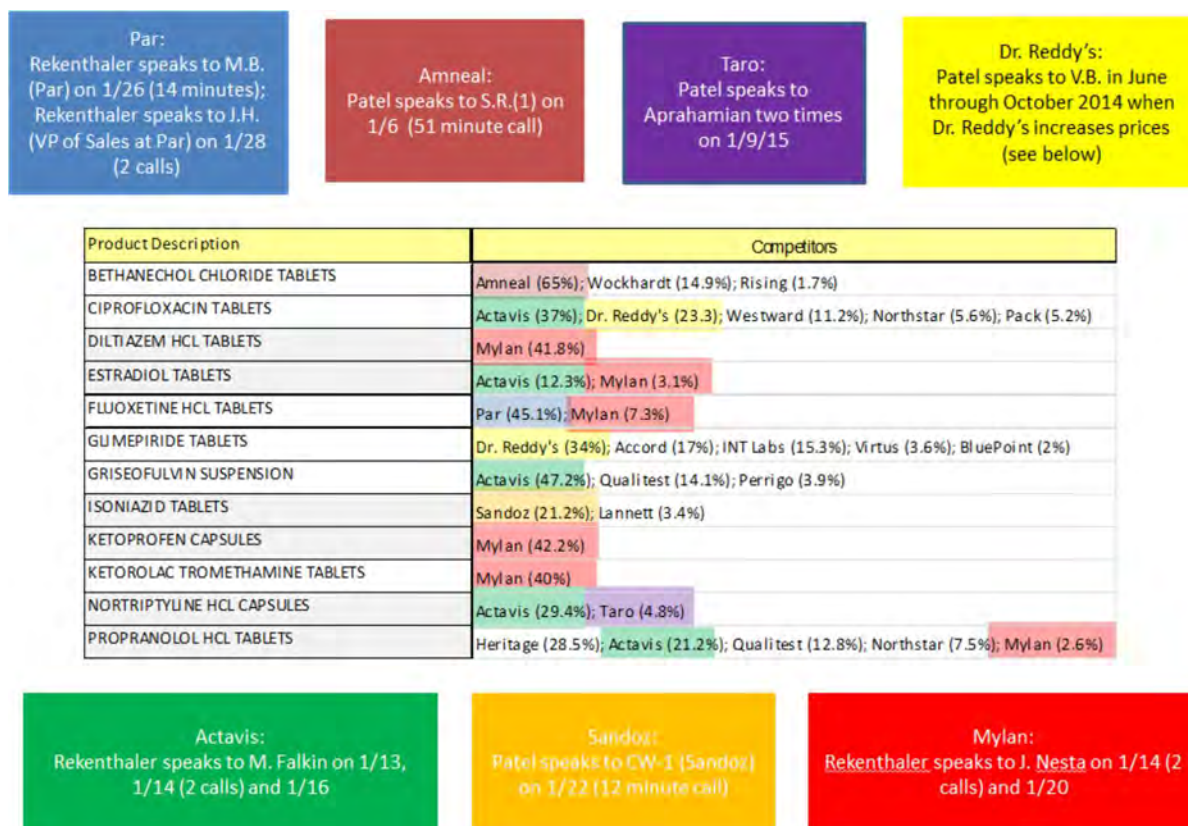 Par:
Rekenthaler speaks to M.B.
(Par) on 1/26 (14 minutes);
Rekenthaler speaks to J.H.
(VP of Sales at Par) on 1/28
(2 calls)
Amneal:
Patel speaks to S.R.(1) on
1/6 (51 minute call)
Taro:
Patel speaks to
Aprahamian two times
on 1/9/15
Dr. Reddy's:
Patel speaks to V.B. in June
through October 2014 when
Dr. Reddy's increases prices
(see below)
Product Description Competitors
BETHANECHOL CHLORIDE TABLETS Amneal (65%); Wockhardt (14.9%); Rising (1.7%)
CIPROFLOXACIN TABLETS Actavis (37%); Dr. Reddy's (23.3); Westward (11.2%); Northstar (5.6%); Pack (5.2%)
DILTIAZEM HCL TABLETS Mylan (41.8%)
ESTRADIOL TABLETS Actavis (12.3%); Mylan (3.1%)
FLUOXETINE HCL TABLETS Par (45.1%); Mylan (7.3%)
GLIMEPIRIDE TABLETS Dr. Reddy's (34%); Accord (17%); INT Labs (15.3%); Virtus (3.6%); BluePoint (2%)
GRISEOFULVIN SUSPENSION Actavis (47.2%); Qualitest (14.1%); Perrigo (3.9%)
ISONIAZID TABLETS Sandoz (21.2%); Lannett (3.4%)
KETOPROFEN CAPSULES Mylan (42.2%)
KETOROLAC TROMETHAMINE TABLETS Mylan (40%)
NORTRIPTYLINE HCL CAPSULES Actavis (29.4%); Taro (4.8%)
PROPRANOLOL HCL TABLETS Heritage (28.5%); Actavis (21.2%); Qualitest (12.8%); Northstar (7.5%); Mylan (2.6%)
Actavis:
Rekenthaler speaks to M. Falkin on 1/13,
1/14 (2 calls) and 1/16
Sandoz:
Patel speaks to CW-1 (Sandoz)
on 1/22 (12 minute call)
Mylan:
Rekenthaler speaks to J. Nesta on 1/14 (2
calls) and 1/20